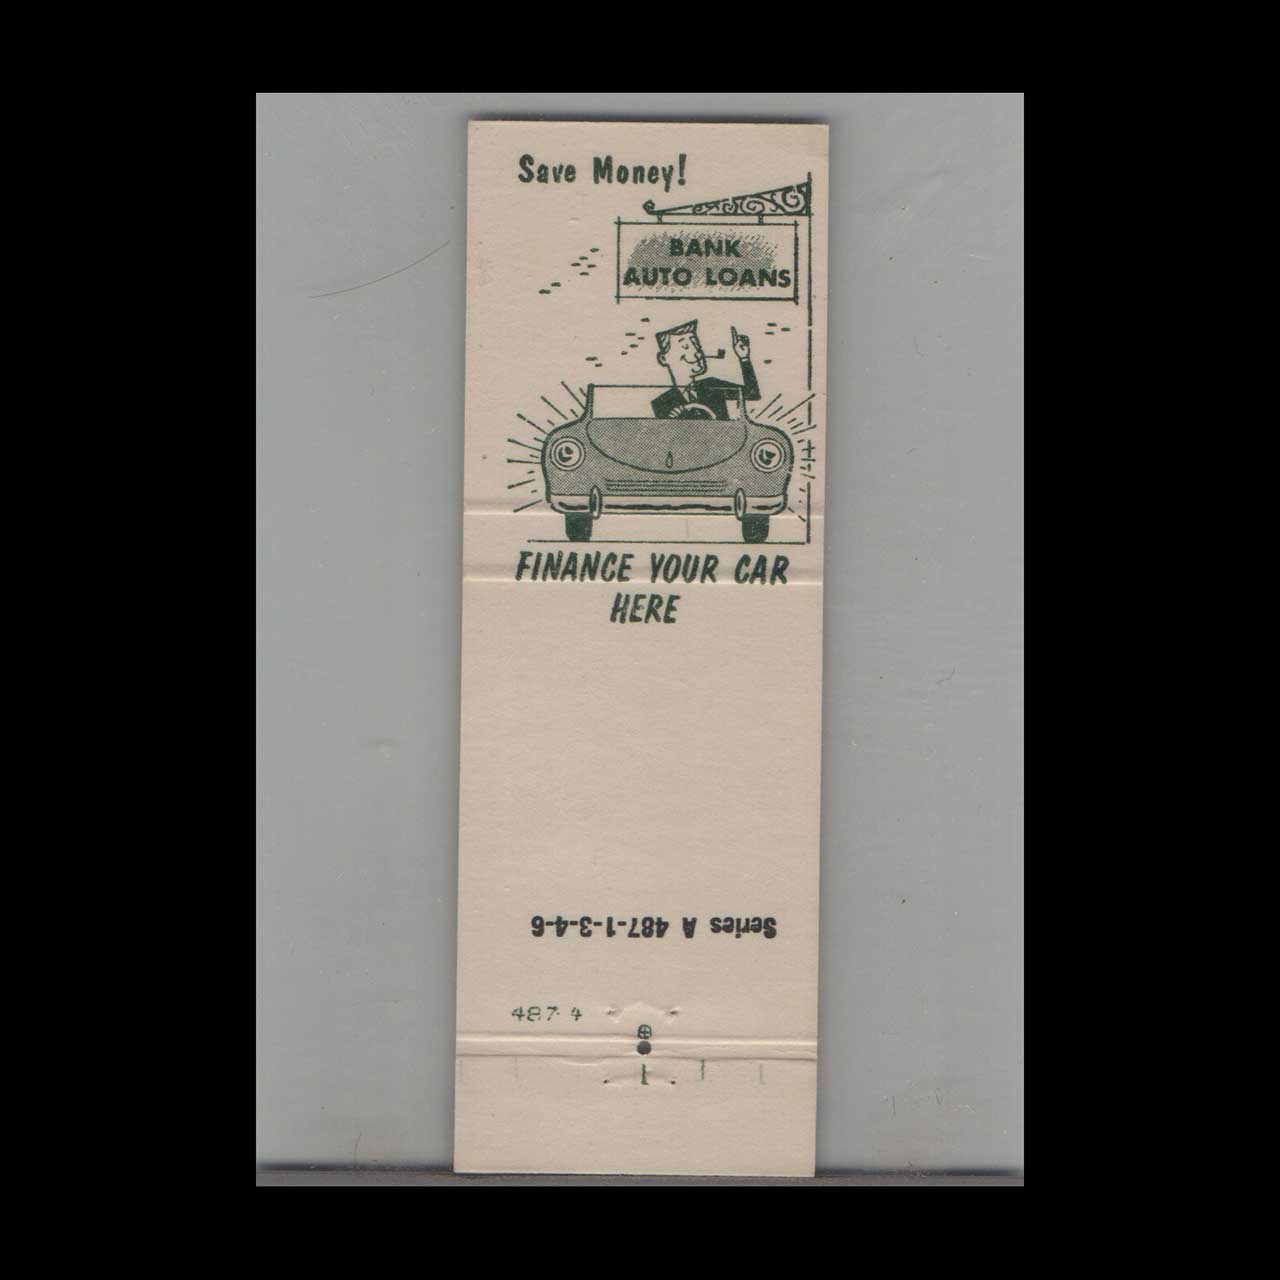 Save Money!
BANK
AUTO LOANS
FINANCE YOUR CAR
HERE
Series A 487-1-3-4-6
487-4